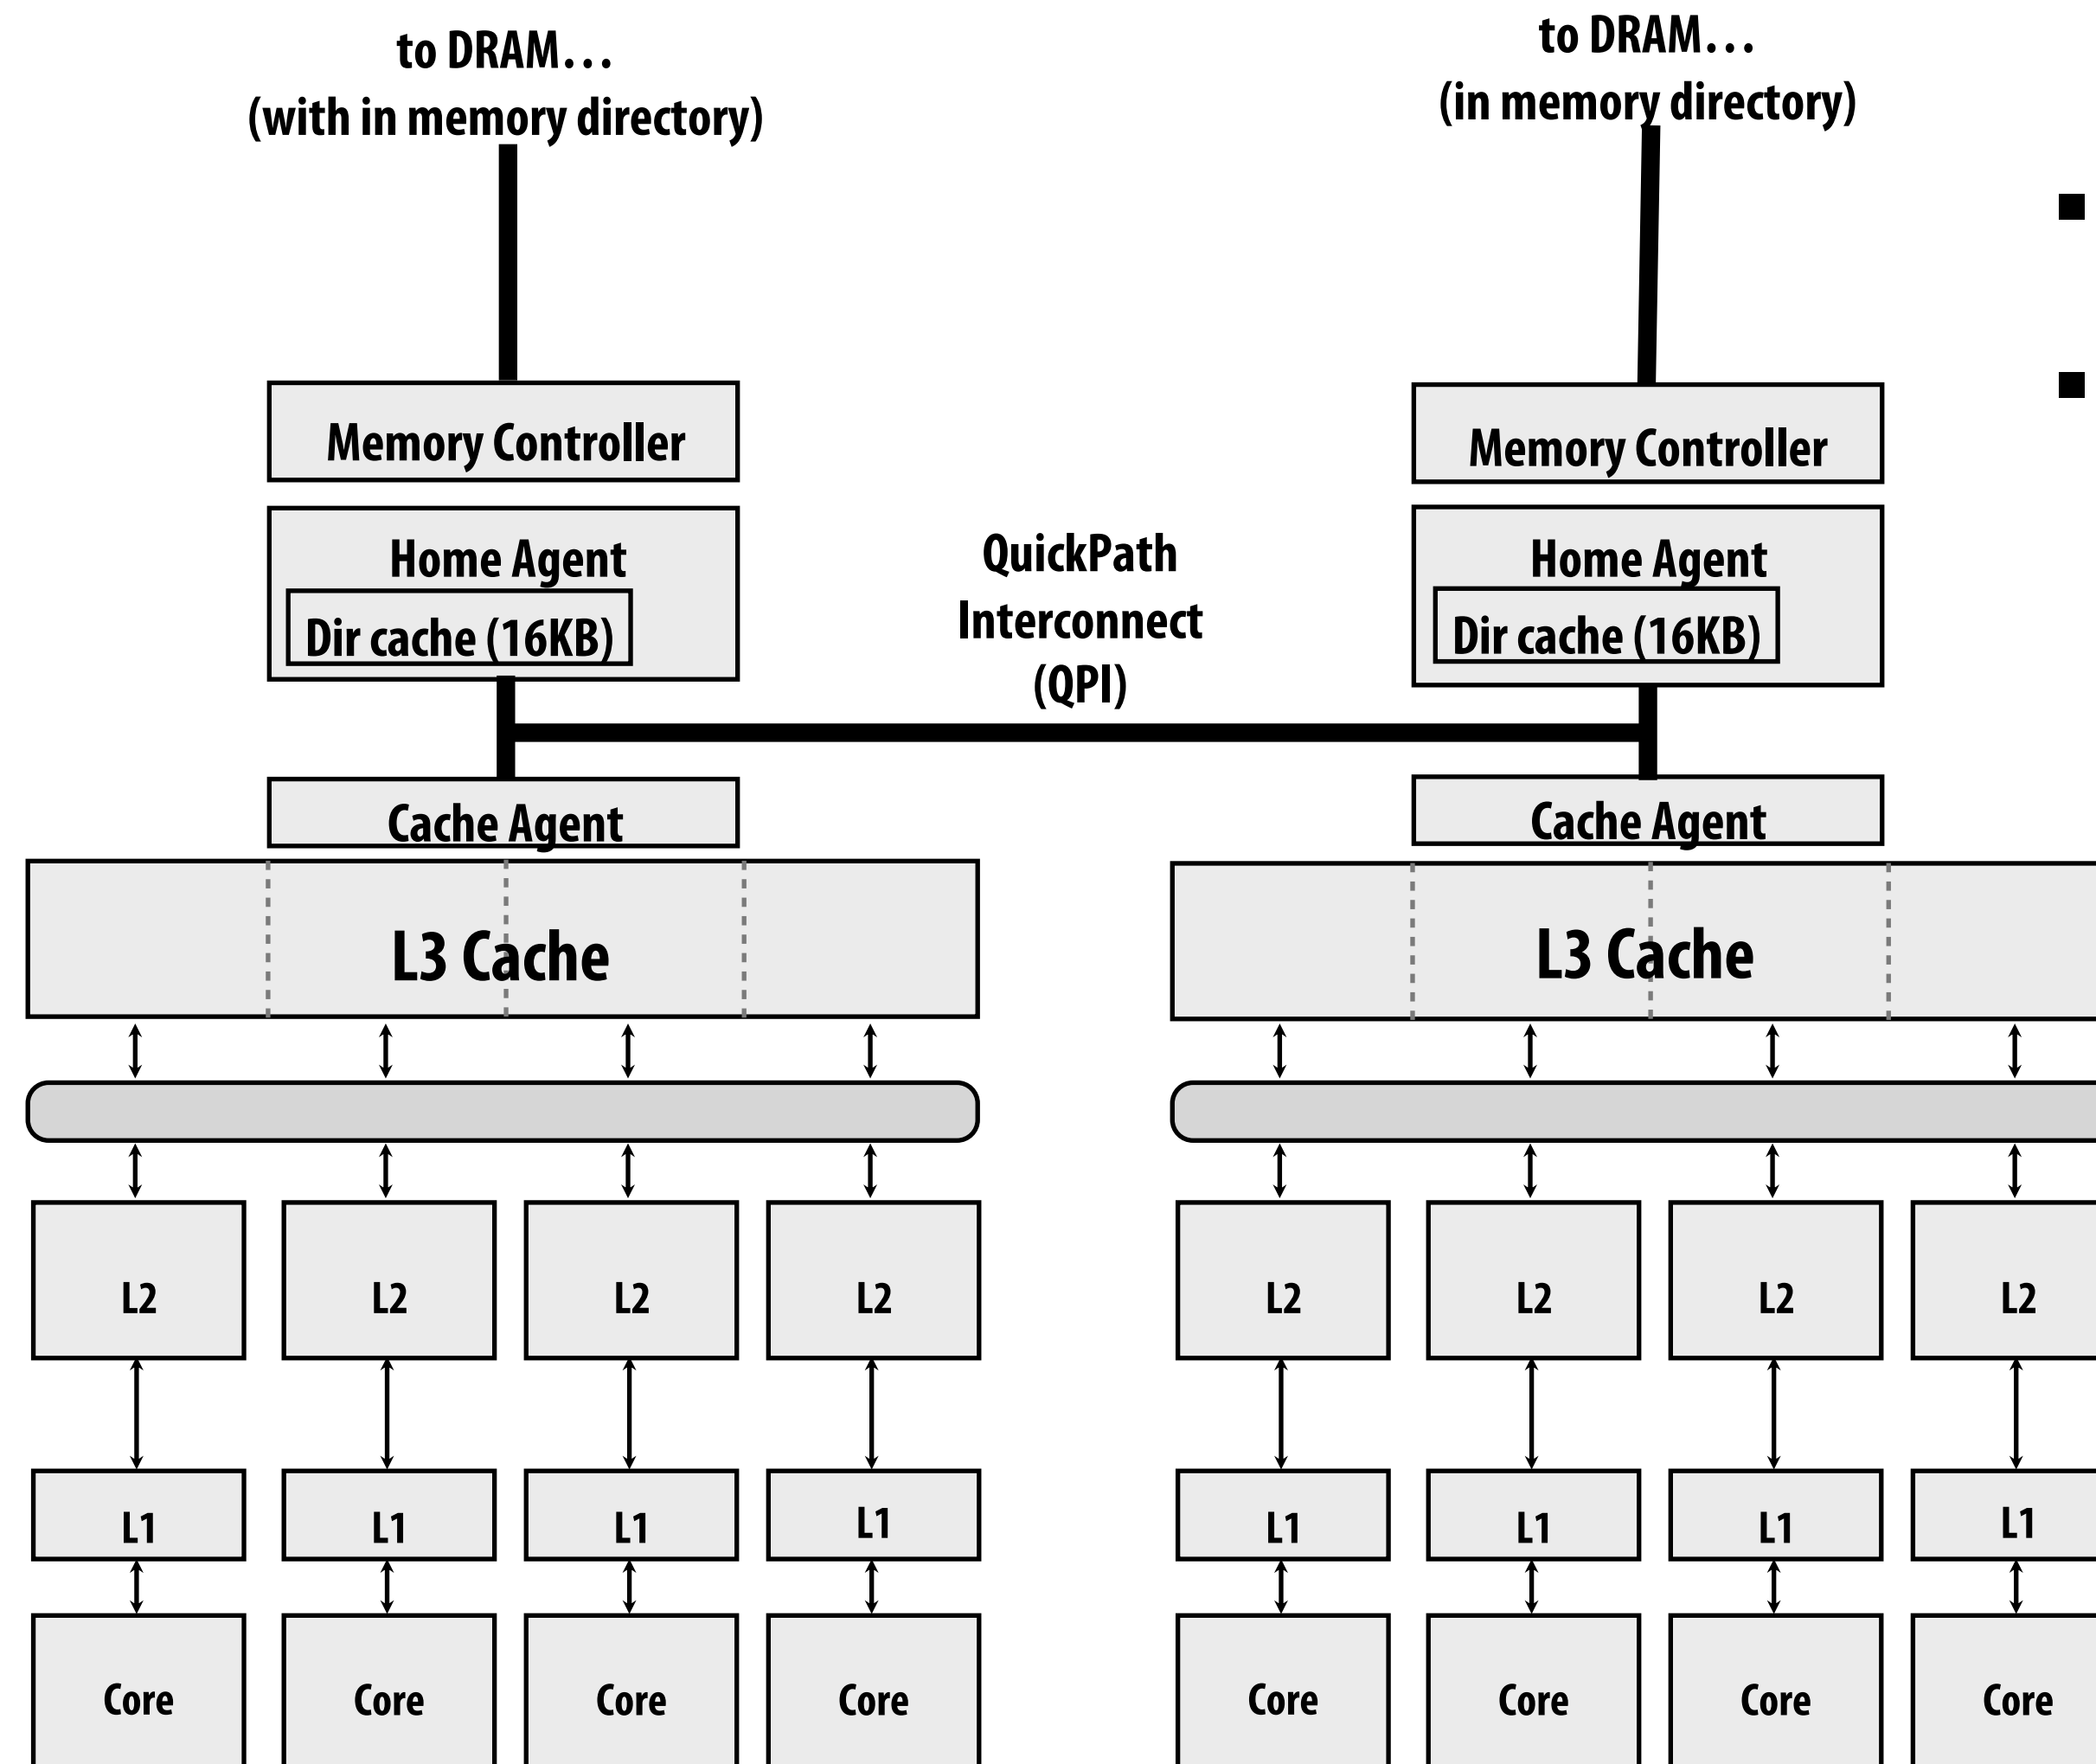 to DRAM...
(with in memory directory)
to DRAM...
(in memory directory)
Memory Controller
Memory Controller
Home Agent
Dir cache (16KB)
QuickPath
Interconnect
(QPI)
Home Agent
Dir cache (16KB)
Cache Agent
Cache Agent
L3 Cache
L3 Cache
L2 L2 L2 L2 L2 L2 L2 L2
L1 L1 L1 L1 L1 L1 L1 L1
Core Core Core Core Core Core Core Core